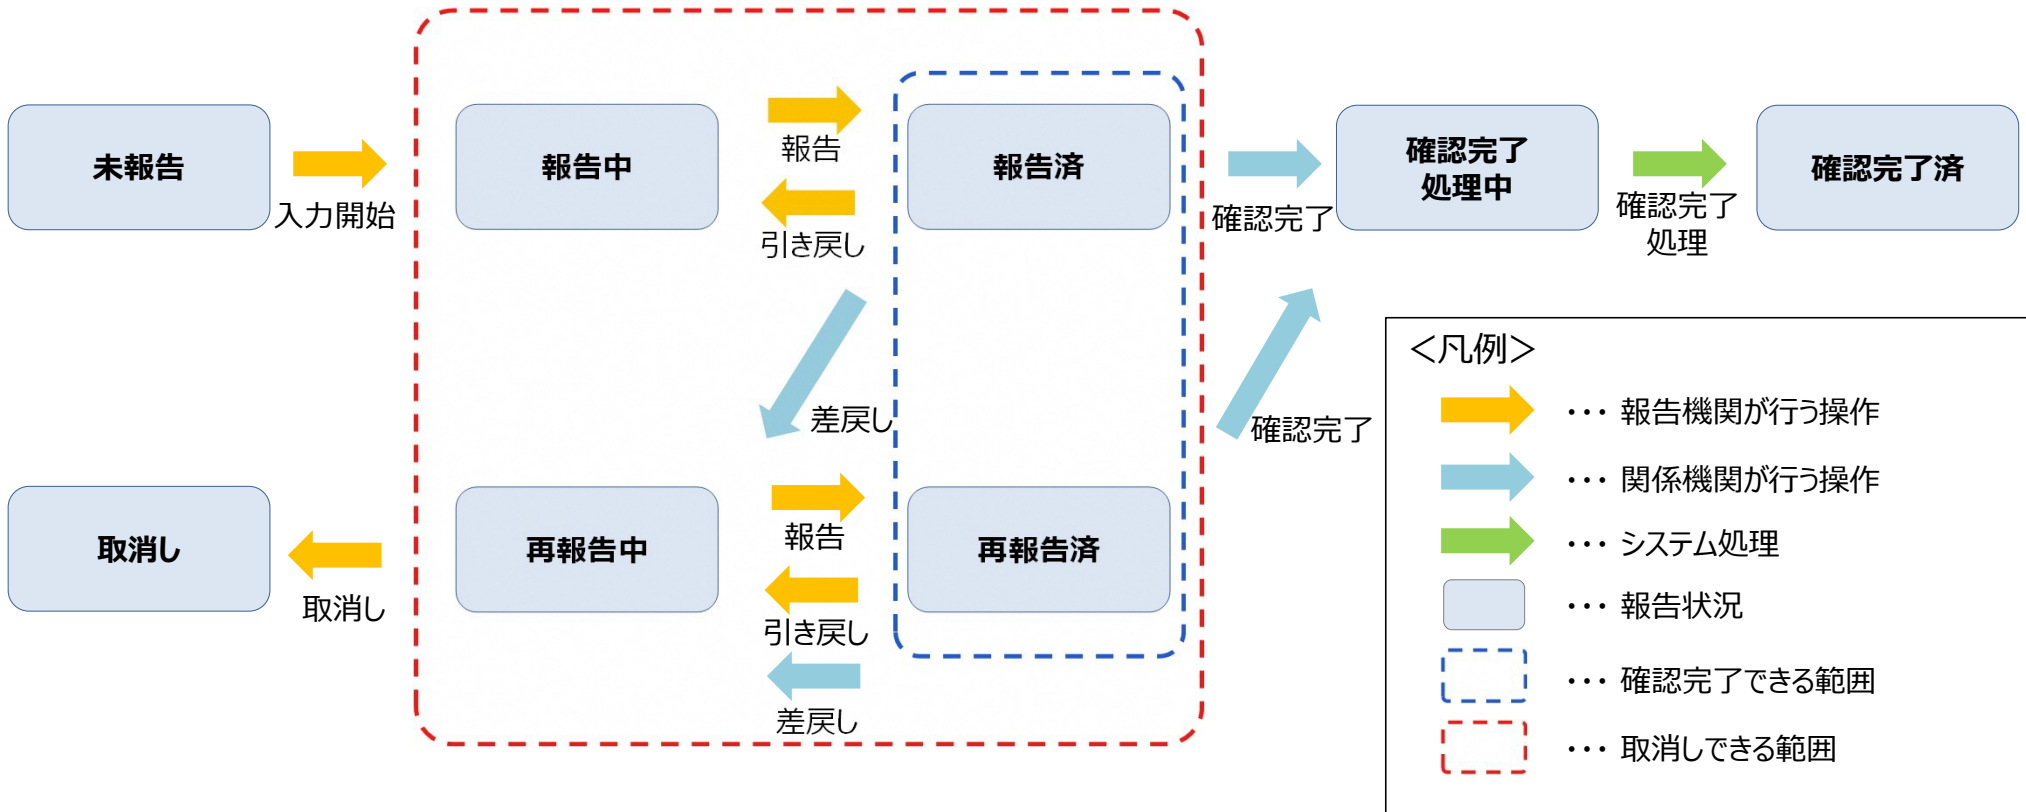 未報告
入力開始
報告中
報告
引き戻し
報告済
確認完了
確認完了
処理中
確認完了
処理
確認完了済
差戻し
確認完了
取消し
取消し
再報告中
報告
引き戻し
差戻し
再報告済
＜凡例＞
・・・ 報告機関が行う操作
・・・ 関係機関が行う操作
・・・ システム処理
・・・ 報告状況
・・・ 確認完了できる範囲
・・・ 取消しできる範囲